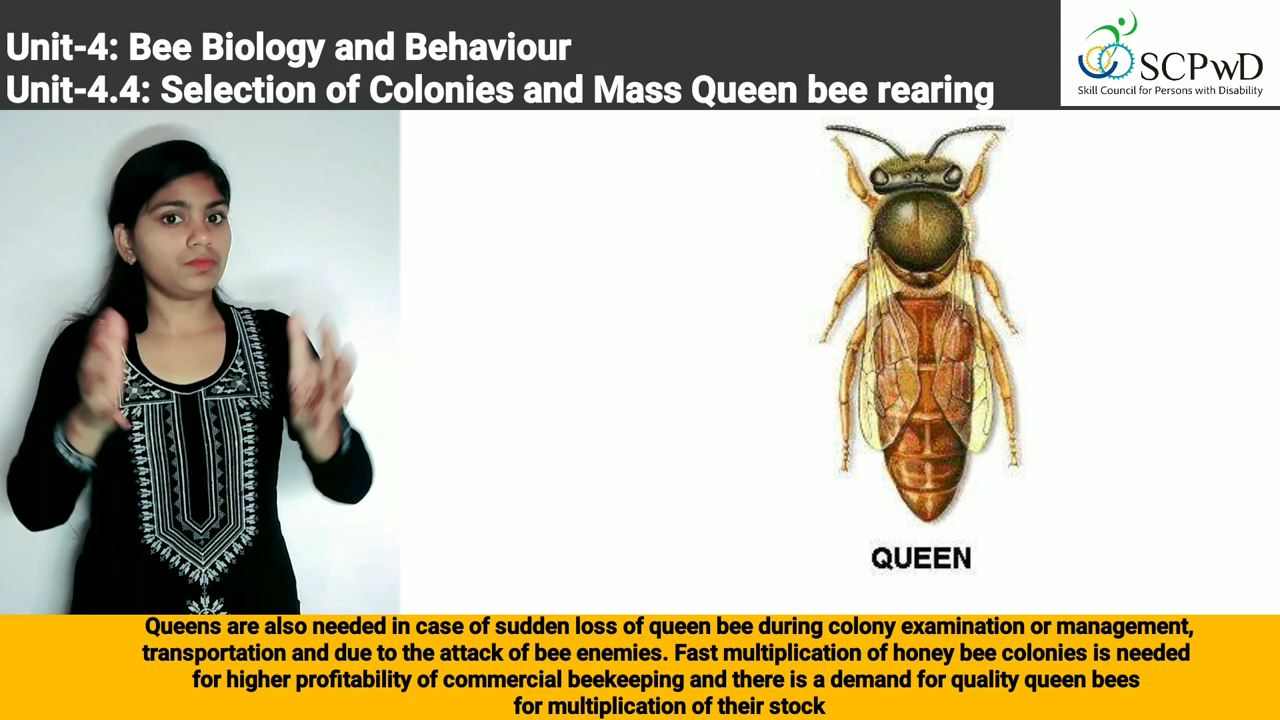 Unit-4: Bee Biology and Behaviour
Unit-4.4: Selection of Colonies and Mass Queen bee rearing
SCPwD
Skill Council for Persons with Disability
QUEEN
Queens are also needed in case of sudden loss of queen bee during colony examination or management,
transportation and due to the attack of bee enemies. Fast multiplication of honey bee colonies is needed
for higher profitability of commercial beekeeping and there is a demand for quality queen bees
for multiplication of their stock